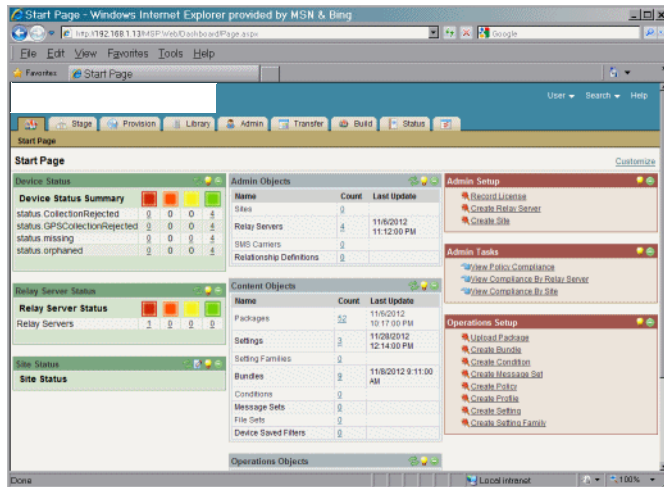 Start Page - Windows Internet Explorer provided by MSN & Bing
http://192.168.1.13/MSP.Web/Dashboard/Page.aspx
Google
File Edit View Favorites Tools Help
Favorites Start Page
User Search Help
Stage Provision Library Admin Transfer Build Status
Start Page
Start Page
Customize
Device Status
Device Status Summary
status.CollectionRejected 0 0 0 4
status.GPSCollectionRejected 0 0 0 4
status.missing 0 0 0 4
status.orphaned 0 0 0 4
Relay Server Status
Relay Server Status
Relay Servers 1 0 0 0
Site Status
Site Status
Admin Objects
Name Count Last Update
Sites 0
Relay Servers 4 11/6/2012 11:12:00 PM
SMS Carriers 0
Relationship Definitions 0
Content Objects
Name Count Last Update
Packages 52 11/6/2012 10:17:00 PM
Settings 3 11/28/2012 12:14:00 PM
Setting Families 0
Bundles 9 11/8/2012 9:11:00 AM
Conditions 0
Message Sets 0
File Sets 0
Device Saved Filters 0
Operations Objects
Admin Setup
Record License
Create Relay Server
Create Site
Admin Tasks
View Policy Compliance
View Compliance By Relay Server
View Compliance By Site
Operations Setup
Upload Package
Create Bundle
Create Condition
Create Message Set
Create Policy
Create Profile
Create Setting
Create Setting Family
Done
Local intranet
100%